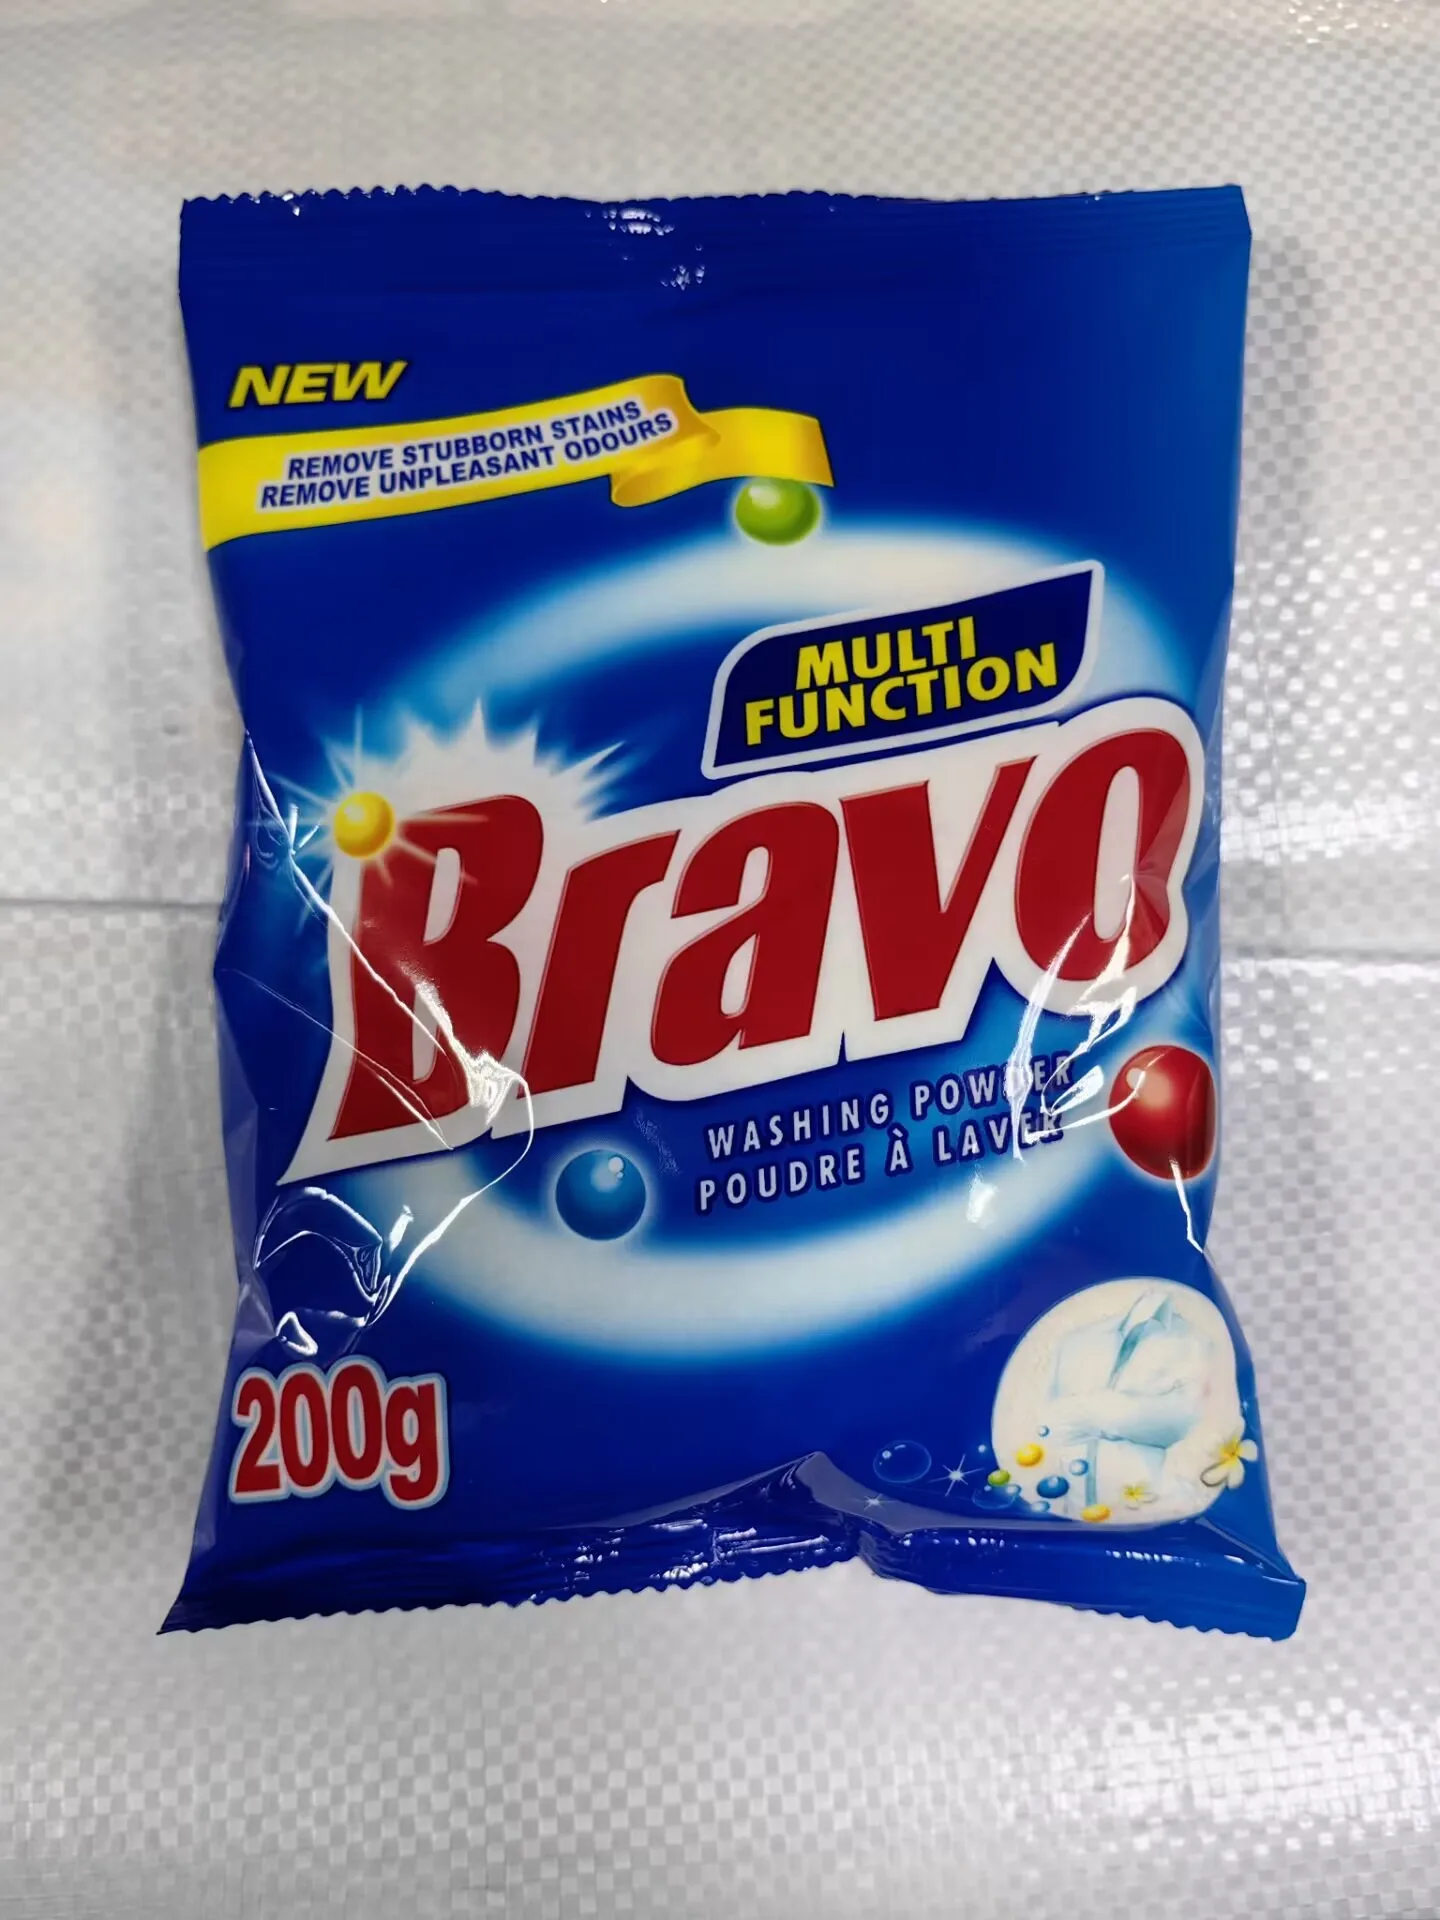 NEW
REMOVE STUBBORN STAINS
REMOVE UNPLEASANT ODOURS
MULTI
FUNCTION
Bravo
WASHING POWDER
POUDRE À LAVER
200g